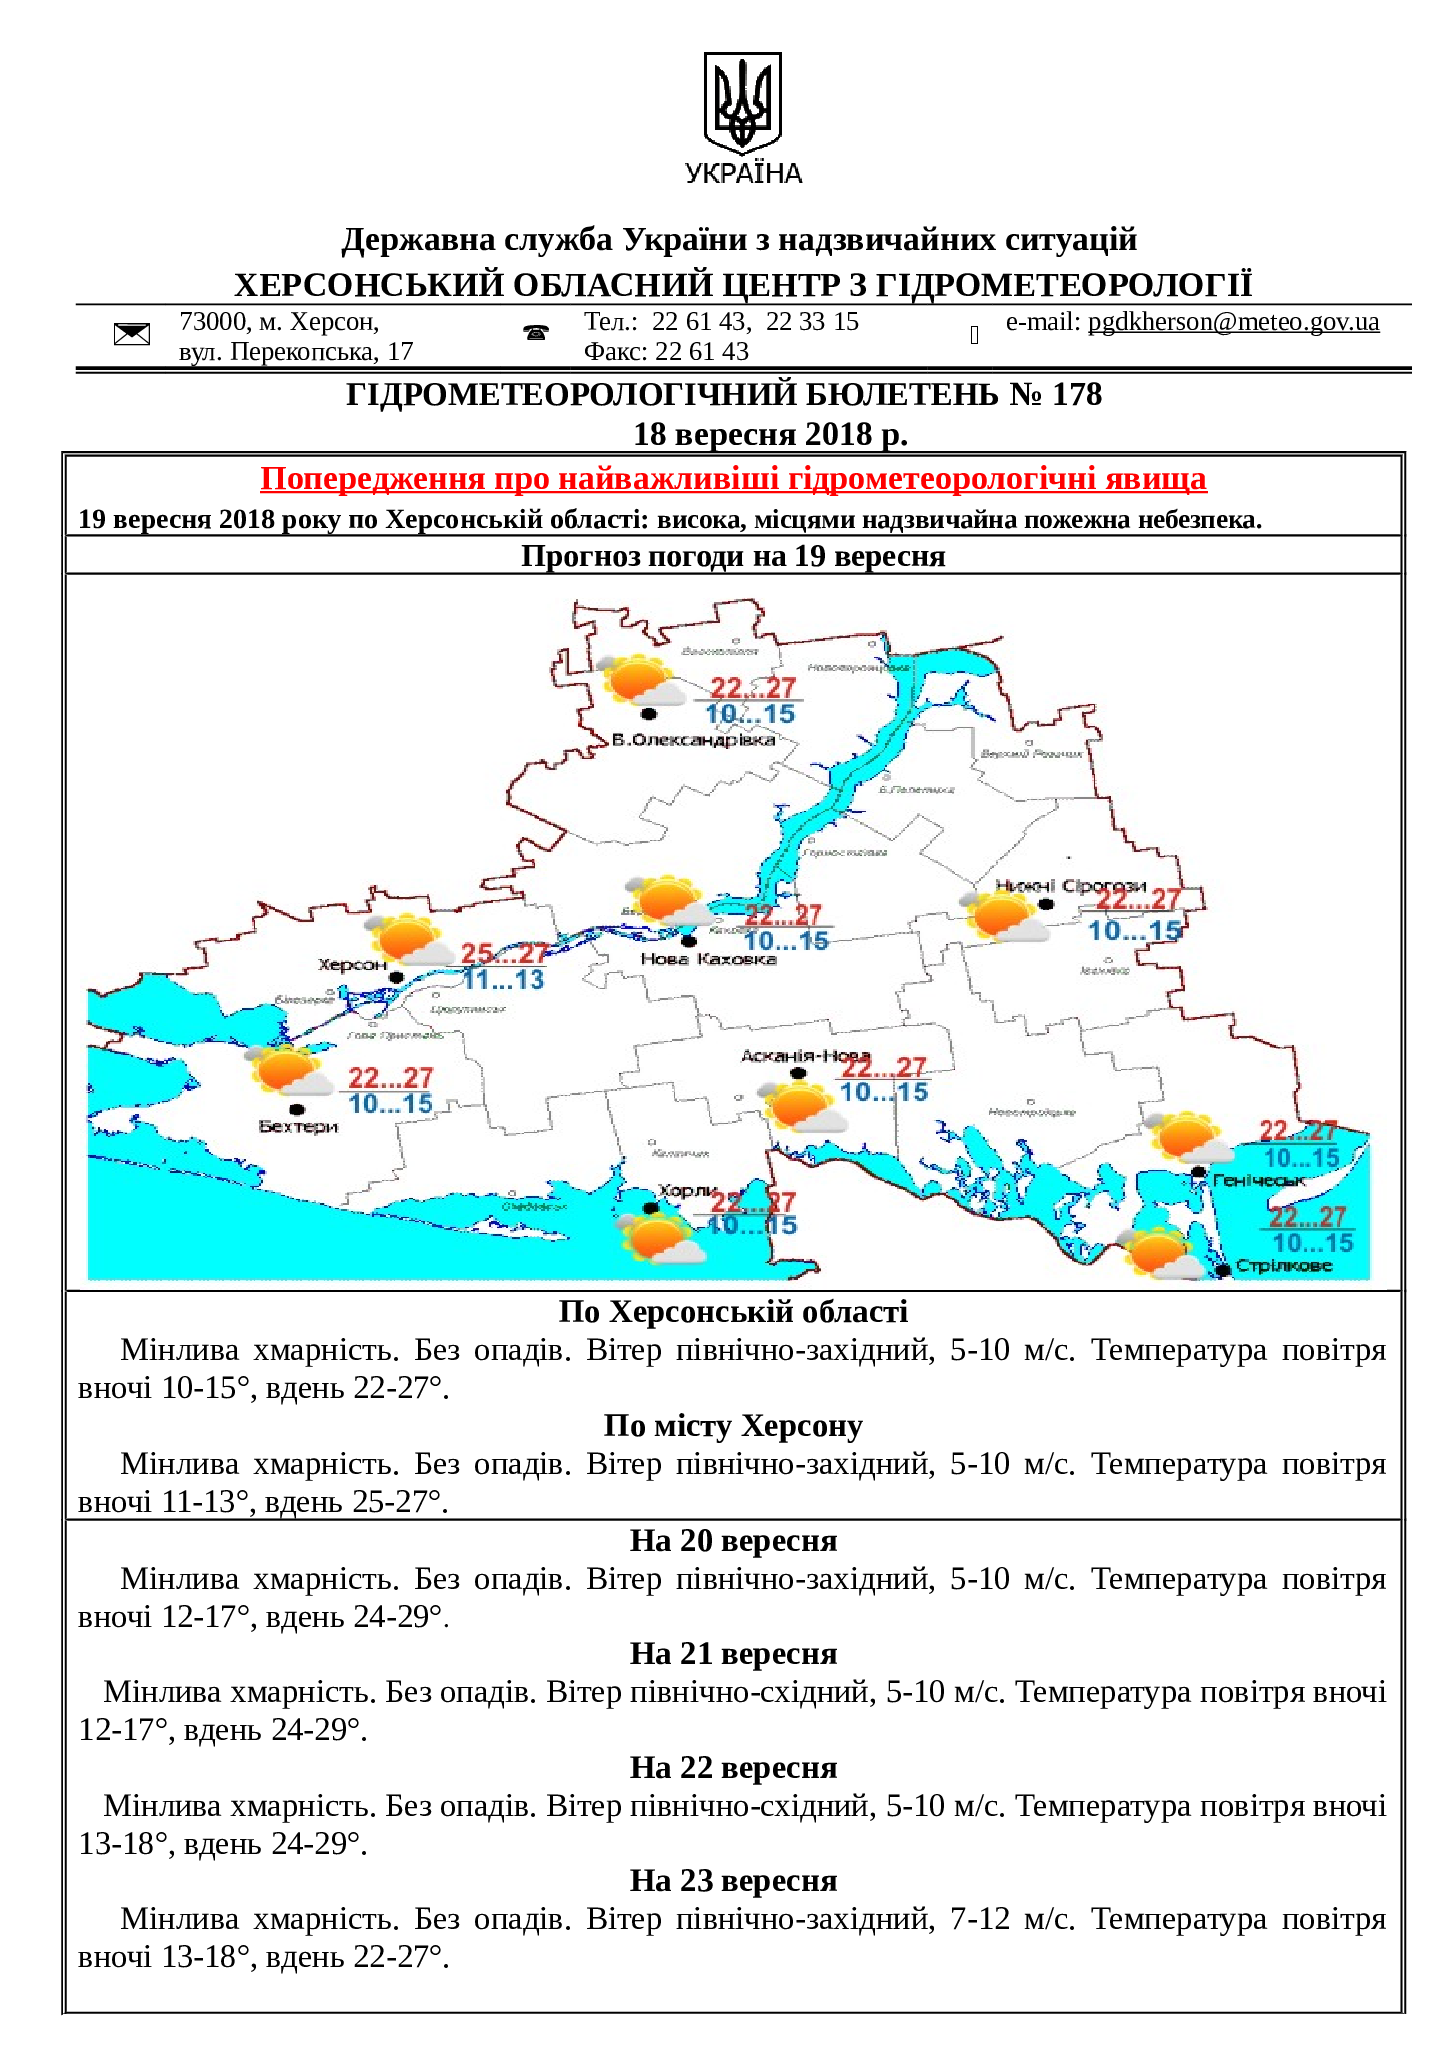 УКРАЇНА
Державна служба України з надзвичайних ситуацій
ХЕРСОНСЬКИЙ ОБЛАСНИЙ ЦЕНТР З ГІДРОМЕТЕОРОЛОГІЇ
73000, м. Херсон,
вул. Перекопська, 17
Тел.: 22 61 43, 22 33 15
Факс: 22 61 43
e-mail: pgdkherson@meteo.gov.ua
ГІДРОМЕТЕОРОЛОГІЧНИЙ БЮЛЕТЕНЬ № 178
18 вересня 2018 р.
Попередження про найважливіші гідрометеорологічні явища
19 вересня 2018 року по Херсонській області: висока, місцями надзвичайна пожежна небезпека.
Прогноз погоди на 19 вересня
22...27
10...15
В.Олександрівка
Нижні Сірогози
22...27
10...15
22...27
10...15
Нова Каховка
25...27
11...13
Херсон
Асканія-Нова
22...27
10...15
22...27
10...15
Бехтери
22...27
10...15
Генічеськ
Хорли
22...27
10...15
22...27
10...15
Стрілкове
По Херсонській області
Мінлива хмарність. Без опадів. Вітер північно-західний, 5-10 м/с. Температура повітря
вночі 10-15°, вдень 22-27°.
По місту Херсону
Мінлива хмарність. Без опадів. Вітер північно-західний, 5-10 м/с. Температура повітря
вночі 11-13°, вдень 25-27°.
На 20 вересня
Мінлива хмарність. Без опадів. Вітер північно-західний, 5-10 м/с. Температура повітря
вночі 12-17°, вдень 24-29°.
На 21 вересня
Мінлива хмарність. Без опадів. Вітер північно-східний, 5-10 м/с. Температура повітря вночі
12-17°, вдень 24-29°.
На 22 вересня
Мінлива хмарність. Без опадів. Вітер північно-східний, 5-10 м/с. Температура повітря вночі
13-18°, вдень 24-29°.
На 23 вересня
Мінлива хмарність. Без опадів. Вітер північно-західний, 7-12 м/с. Температура повітря
вночі 13-18°, вдень 22-27°.